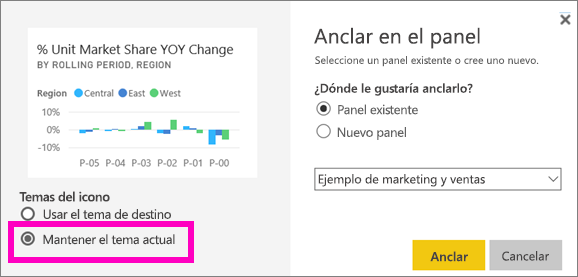 % Unit Market Share YOY Change
BY ROLLING PERIOD, REGION
Region Central East West
10%
0%
-10%
P-05 P-04 P-03 P-02 P-01 P-00
Temas del icono
Usar el tema de destino
Mantener el tema actual
Anclar en el panel
Seleccione un panel existente o cree uno nuevo.
¿Dónde le gustaría anclarlo?
Panel existente
Nuevo panel
Ejemplo de marketing y ventas
Anclar Cancelar